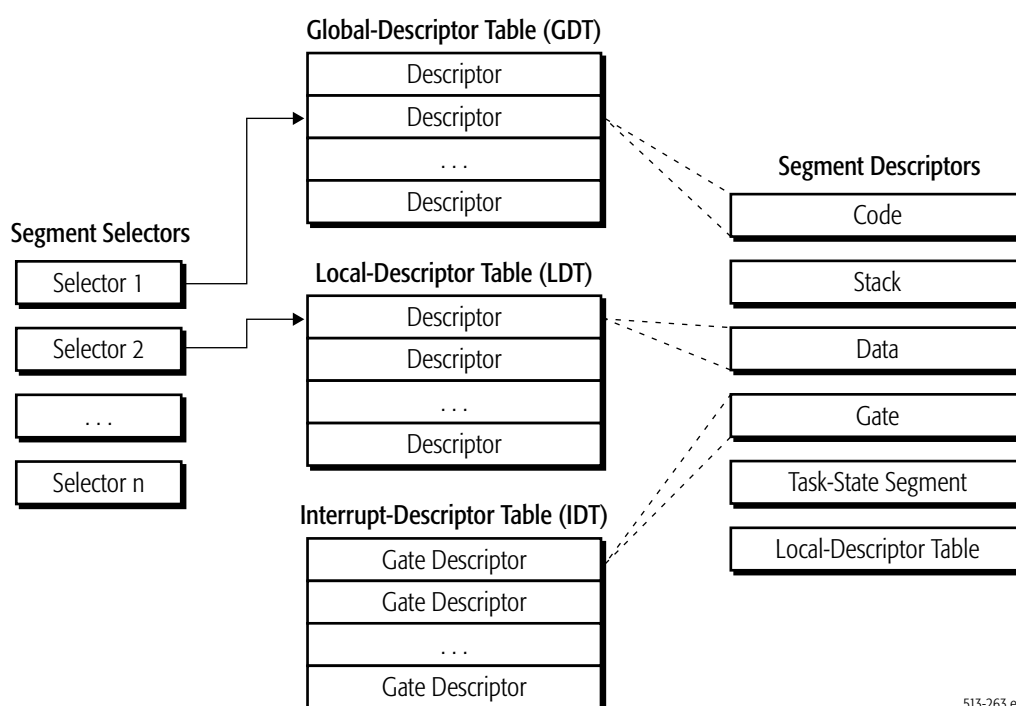 Global-Descriptor Table (GDT)
Descriptor
Descriptor
. . .
Descriptor
Segment Selectors
Selector 1
Selector 2
. . .
Selector n
Local-Descriptor Table (LDT)
Descriptor
Descriptor
. . .
Descriptor
Interrupt-Descriptor Table (IDT)
Gate Descriptor
Gate Descriptor
. . .
Gate Descriptor
Segment Descriptors
Code
Stack
Data
Gate
Task-State Segment
Local-Descriptor Table